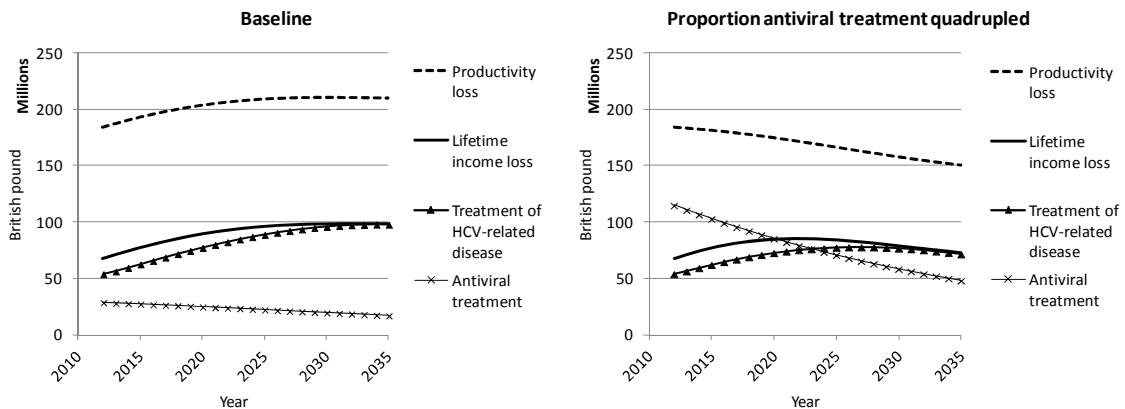 Baseline
Millions
British pound
250
200
150
100
50
0
2010
2015
2020
2025
2030
2035
Year
Productivity
loss
Lifetime
income loss
Treatment of
HCV-related
disease
Antiviral
treatment
Proportion antiviral treatment quadrupled
Millions
British pound
250
200
150
100
50
0
2010
2015
2020
2025
2030
2035
Year
Productivity
loss
Lifetime
income loss
Treatment of
HCV-related
disease
Antiviral
treatment